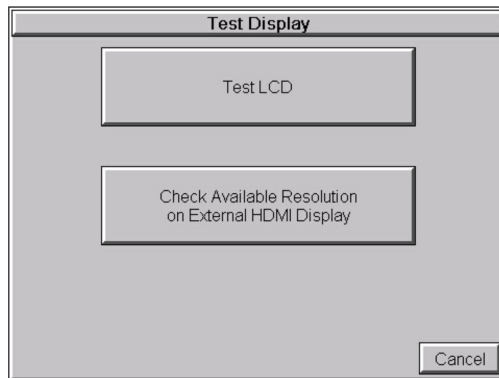 Test Display
Test LCD
Check Available Resolution
on External HDMI Display
Cancel